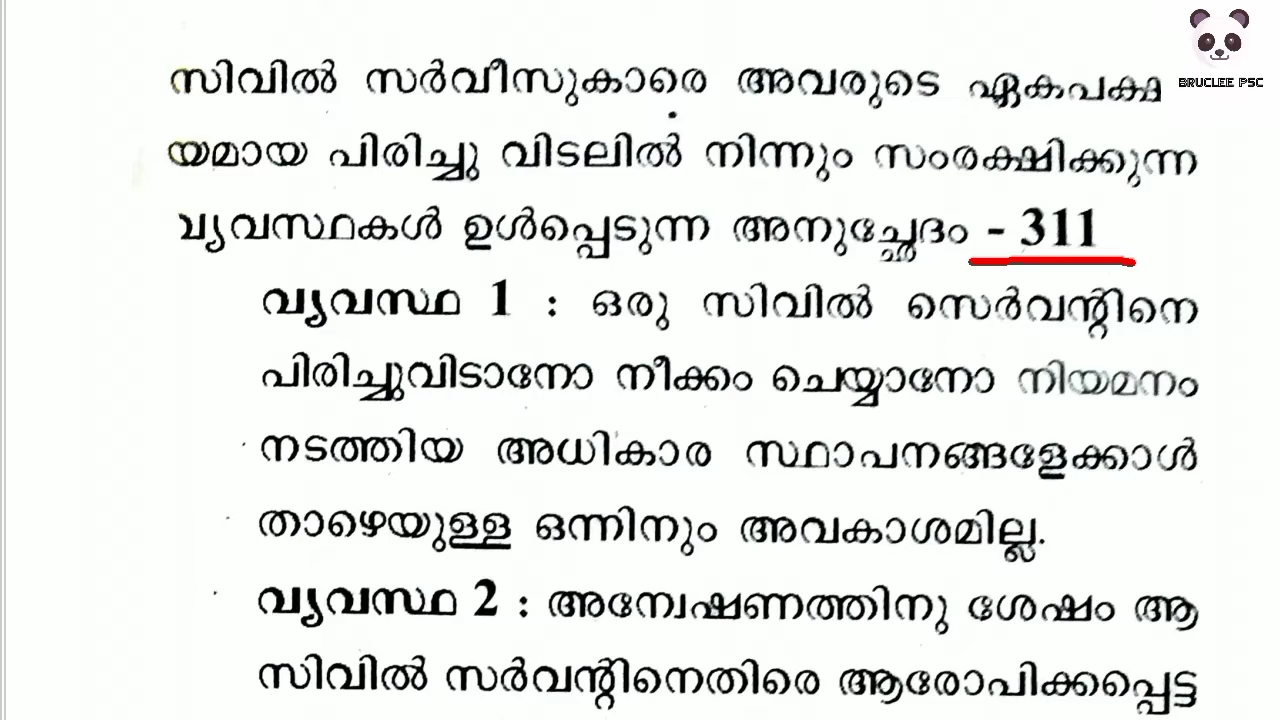 BRUCLEE PSC
സിവിൽ സർവീസുകാരെ അവരുടെ ഏകപക്ഷ
യമായ പിരിച്ചു വിടലിൽ നിന്നും സംരക്ഷിക്കുന്ന
വ്യവസ്ഥകൾ ഉൾപ്പെടുന്ന അനുച്ഛേദം - 311
വ്യവസ്ഥ 1 : ഒരു സിവിൽ സെർവന്റിനെ
പിരിച്ചുവിടാനോ നീക്കം ചെയ്യാനോ നിയമനം
നടത്തിയ അധികാര സ്ഥാപനങ്ങളേക്കാൾ
താഴെയുള്ള ഒന്നിനും അവകാശമില്ല.
വ്യവസ്ഥ 2 : അന്വേഷണത്തിനു ശേഷം ആ
സിവിൽ സർവന്റിനെതിരെ ആരോപിക്കപ്പെട്ട